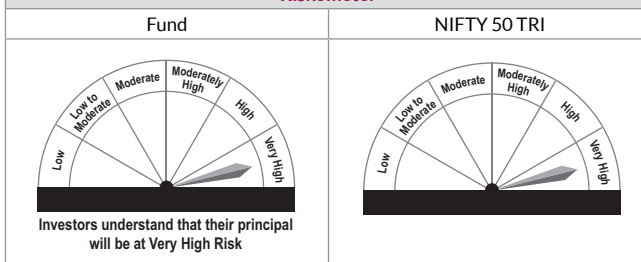 Riskometer
Fund
NIFTY 50 TRI
Low
Low to
Moderate
Moderate
Moderately
High
High
Very High
Investors understand that their principal
will be at Very High Risk
Low
Low to
Moderate
Moderate
Moderately
High
High
Very High